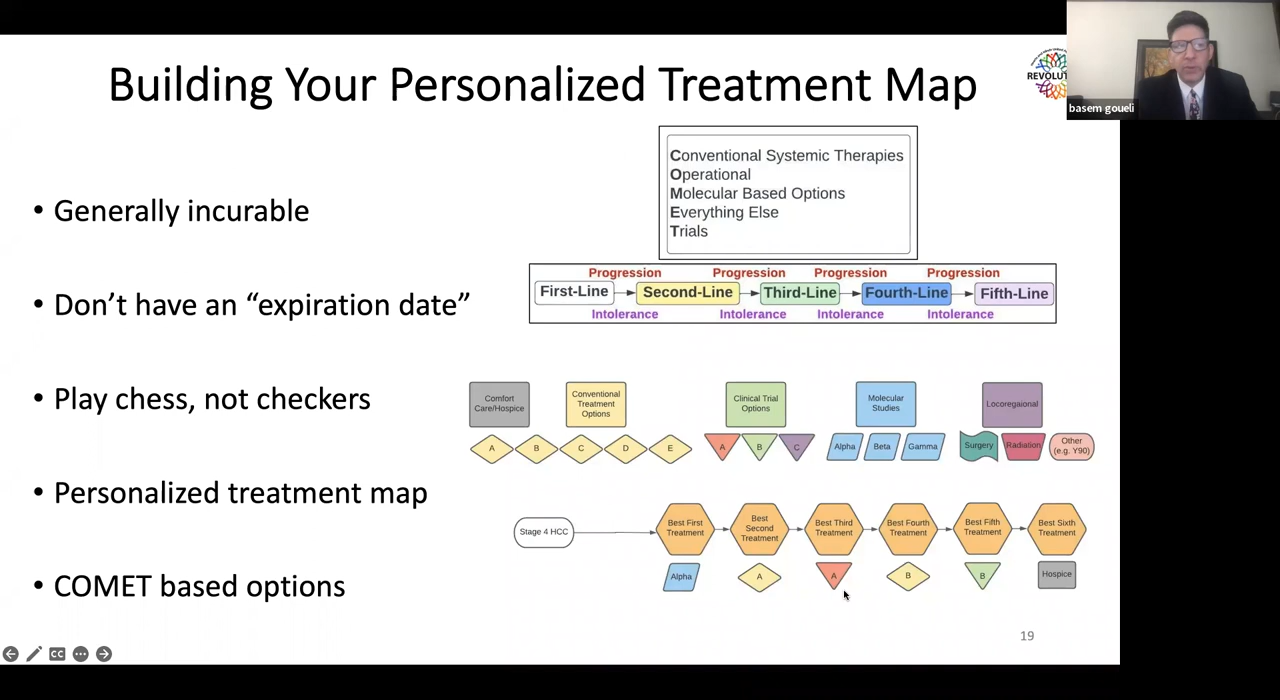 Building Your Personalized Treatment Map
REVOLUT
basem goueli
• Generally incurable
• Don’t have an “expiration date”
• Play chess, not checkers
• Personalized treatment map
• COMET based options
Conventional Systemic Therapies
Operational
Molecular Based Options
Everything Else
Trials
Progression Progression Progression Progression
First-Line Second-Line Third-Line Fourth-Line Fifth-Line
Intolerance Intolerance Intolerance Intolerance
Comfort
Care/Hospice
Conventional
Treatment
Options
Clinical Trial
Options
Molecular
Studies
Locoregaional
A B C D E
A B C
Alpha Beta Gamma
Surgery Radiation
Other
(e.g. Y90)
Stage 4 HCC
Best First
Treatment
Best
Second
Treatment
Best Third
Treatment
Best Fourth
Treatment
Best Fifth
Treatment
Best Sixth
Treatment
Alpha A A B B Hospice
19
CC